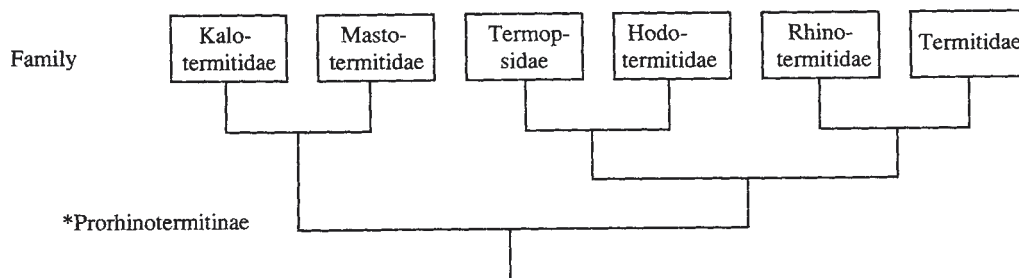 Family
Kalo-
termitidae
Masto-
termitidae
Termop-
sidae
Hodo-
termitidae
Rhino-
termitidae
Termitidae
*Prorhinotermitinae